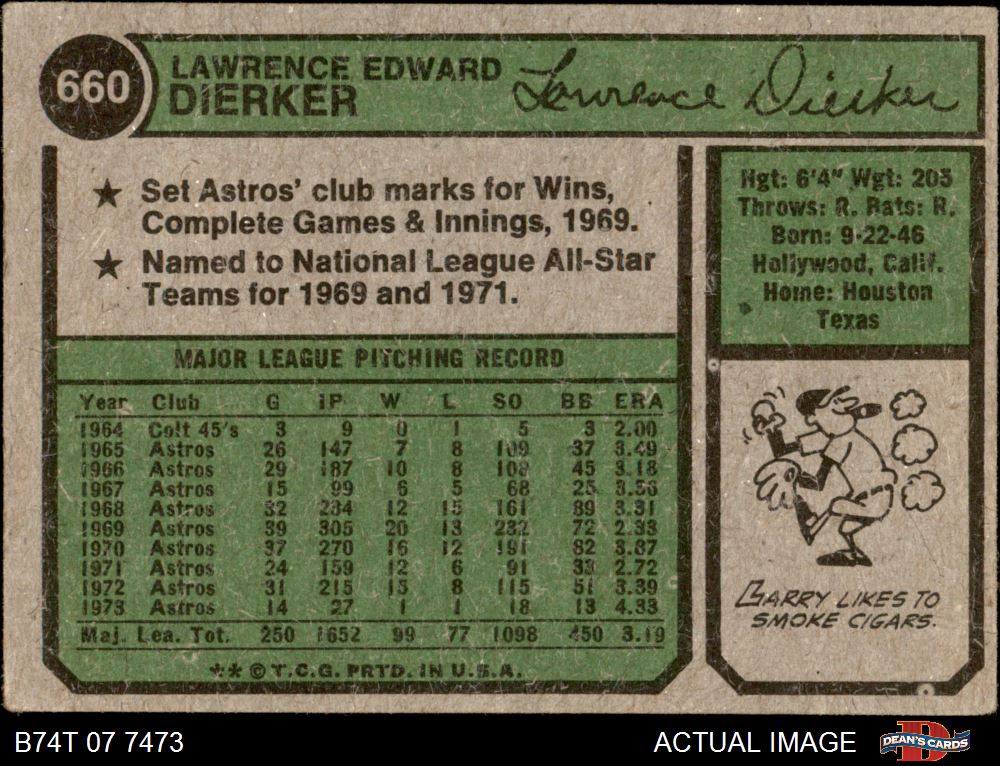 660
LAWRENCE EDWARD
DIERKER
Lawrence Dierker
★ Set Astros' club marks for Wins,
Complete Games & Innings, 1969.
★ Named to National League All-Star
Teams for 1969 and 1971.
Hgt: 6'4" Wgt: 205
Throws: R. Bats: R.
Born: 9-22-46
Hollywood, Calif.
Home: Houston
Texas
MAJOR LEAGUE PITCHING RECORD
Year Club G IP W L SO BB ERA
1964 Colt 45's 3 9 0 1 5 3 2.00
1965 Astros 26 147 7 8 109 37 3.49
1966 Astros 29 187 10 8 108 45 3.18
1967 Astros 15 99 6 5 68 25 3.36
1968 Astros 32 234 12 15 161 89 3.31
1969 Astros 39 305 20 13 232 72 2.33
1970 Astros 37 270 16 12 191 82 3.87
1971 Astros 24 159 12 6 91 33 2.72
1972 Astros 31 215 15 8 115 51 3.39
1973 Astros 14 27 1 1 18 13 4.33
Maj. Lea. Tot. 250 1652 99 77 1098 450 3.19
** © T.C.G. PRTD. IN U.S.A.
LARRY LIKES TO
SMOKE CIGARS.
B74T 07 7473
ACTUAL IMAGE
DEAN'S CARDS